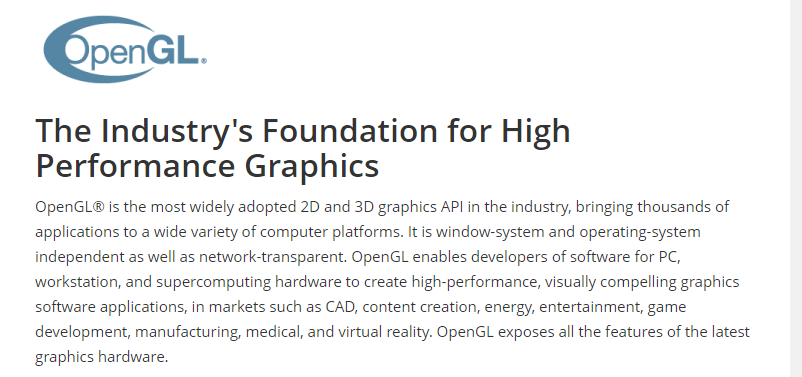 OpenGL®
The Industry's Foundation for High
Performance Graphics
OpenGL® is the most widely adopted 2D and 3D graphics API in the industry, bringing thousands of
applications to a wide variety of computer platforms. It is window-system and operating-system
independent as well as network-transparent. OpenGL enables developers of software for PC,
workstation, and supercomputing hardware to create high-performance, visually compelling graphics
software applications, in markets such as CAD, content creation, energy, entertainment, game
development, manufacturing, medical, and virtual reality. OpenGL exposes all the features of the latest
graphics hardware.